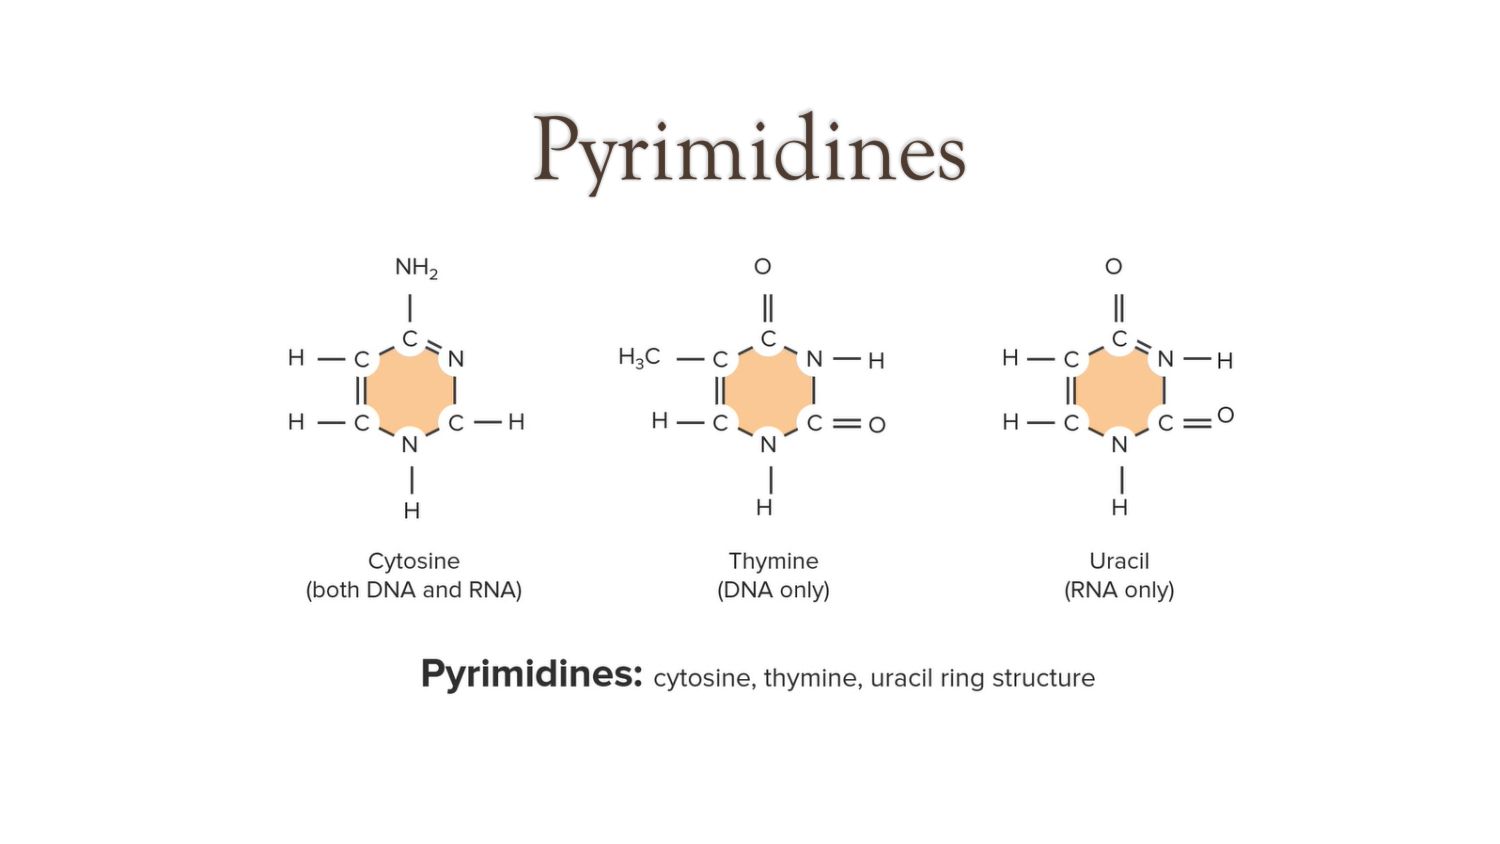 Pyrimidines
NH₂ O O
C C C
H C N H₃C C N H H C N H
H C C H H C C O H C C O
N N N
H H H
Cytosine Thymine Uracil
(both DNA and RNA) (DNA only) (RNA only)
Pyrimidines: cytosine, thymine, uracil ring structure